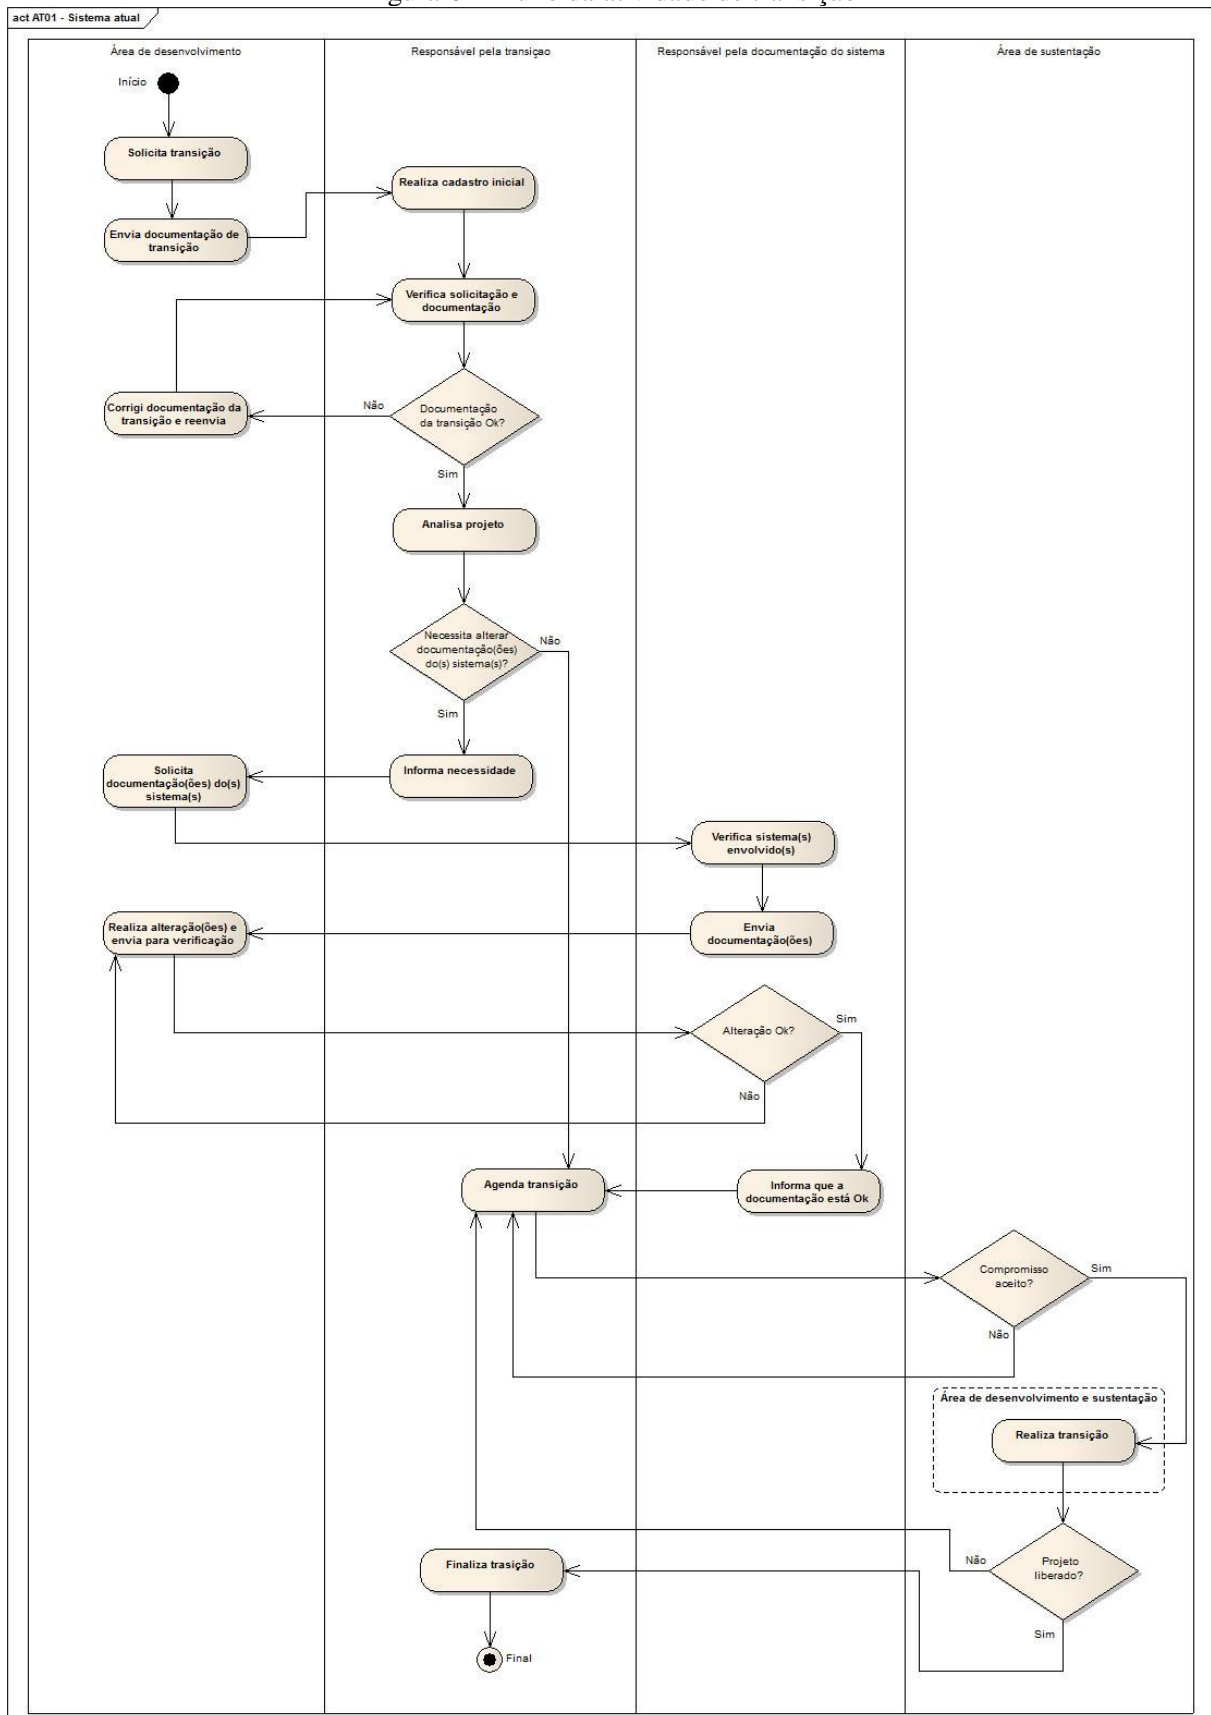 act AT01 - Sistema atual
Área de desenvolvimento
Responsável pela transiçao
Responsável pela documentação do sistema
Área de sustentação
Início
Solicita transição
Realiza cadastro inicial
Envia documentação de
transição
Verifica solicitação e
documentação
Corrigi documentação da
transição e reenvia
Não
Documentação
da transição Ok?
Sim
Analisa projeto
Necessita alterar
documentação(ões)
do(s) sistema(s)?
Não
Sim
Solicita
documentação(ões) do(s)
sistema(s)
Informa necessidade
Verifica sistema(s)
envolvido(s)
Realiza alteração(ões) e
envia para verificação
Envia
documentação(ões)
Alteração Ok?
Sim
Não
Agenda transição
Informa que a
documentação está Ok
Compromisso
aceito?
Sim
Não
Área de desenvolvimento e sustentação
Realiza transição
Finaliza trasição
Não
Projeto
liberado?
Sim
Final